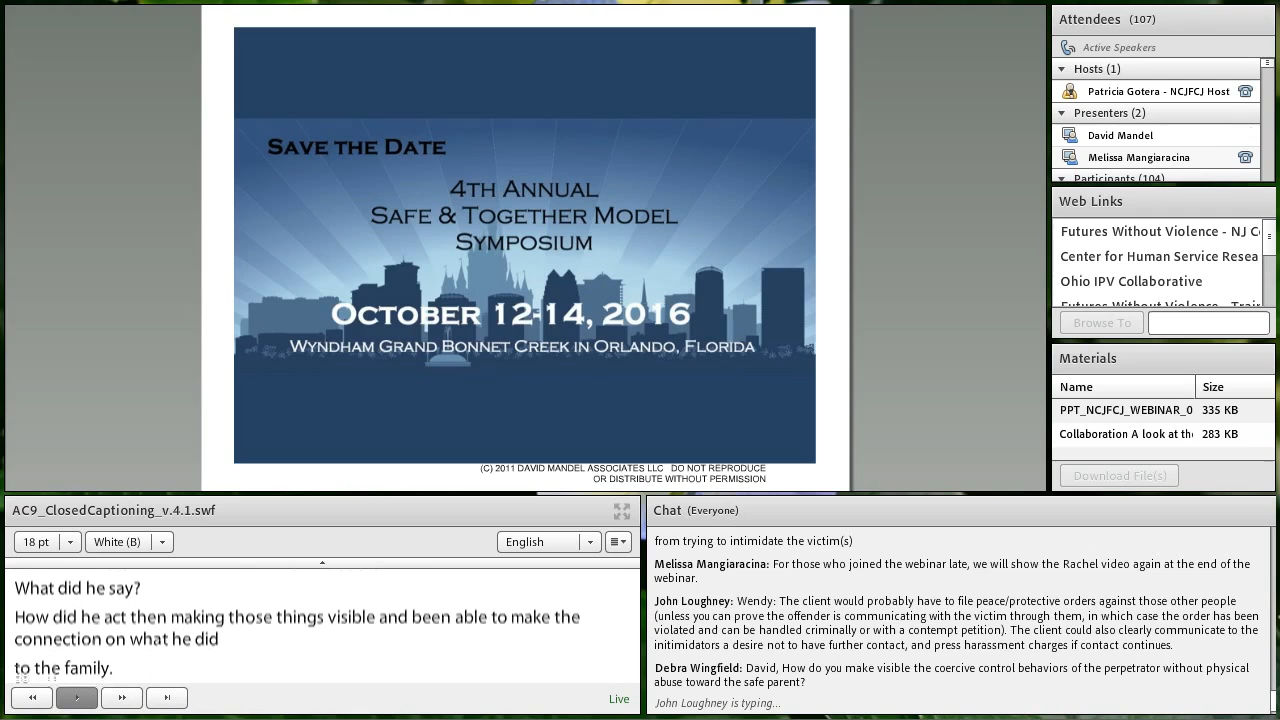 SAVE THE DATE
4TH ANNUAL
SAFE & TOGETHER MODEL
SYMPOSIUM
OCTOBER 12-14, 2016
WYNDHAM GRAND BONNET CREEK IN ORLANDO, FLORIDA
(C) 2011 DAVID MANDEL ASSOCIATES LLC DO NOT REPRODUCE
OR DISTRIBUTE WITHOUT PERMISSION
Attendees (107)
Active Speakers
Hosts (1)
Patricia Gotera - NCJFCJ Host
Presenters (2)
David Mandel
Melissa Mangiaracina
Participants (104)
Web Links
Futures Without Violence - NJ C
Center for Human Service Resea
Ohio IPV Collaborative
Futures Without Violence - Trair
Browse To
Materials
Name Size
PPT_NCJFCJ_WEBINAR_0 335 KB
Collaboration A look at the 283 KB
Download File(s)
AC9_ClosedCaptioning_v.4.1.swf
18 pt White (B) English
What did he say?
How did he act then making those things visible and been able to make the
connection on what he did
to the family.
Live
Chat (Everyone)
from trying to intimidate the victim(s)
Melissa Mangiaracina: For those who joined the webinar late, we will show the Rachel video again at the end of the
webinar.
John Loughney: Wendy: The client would probably have to file peace/protective orders against those other people
(unless you can prove the offender is communicating with the victim through them, in which case the order has been
violated and can be handled criminally or with a contempt petition). The client could also clearly communicate to the
initimidators a desire not to have further contact, and press harassment charges if contact continues.
Debra Wingfield: David, How do you make visible the coercive control behaviors of the perpetrator without physical
abuse toward the safe parent?
John Loughney is typing...